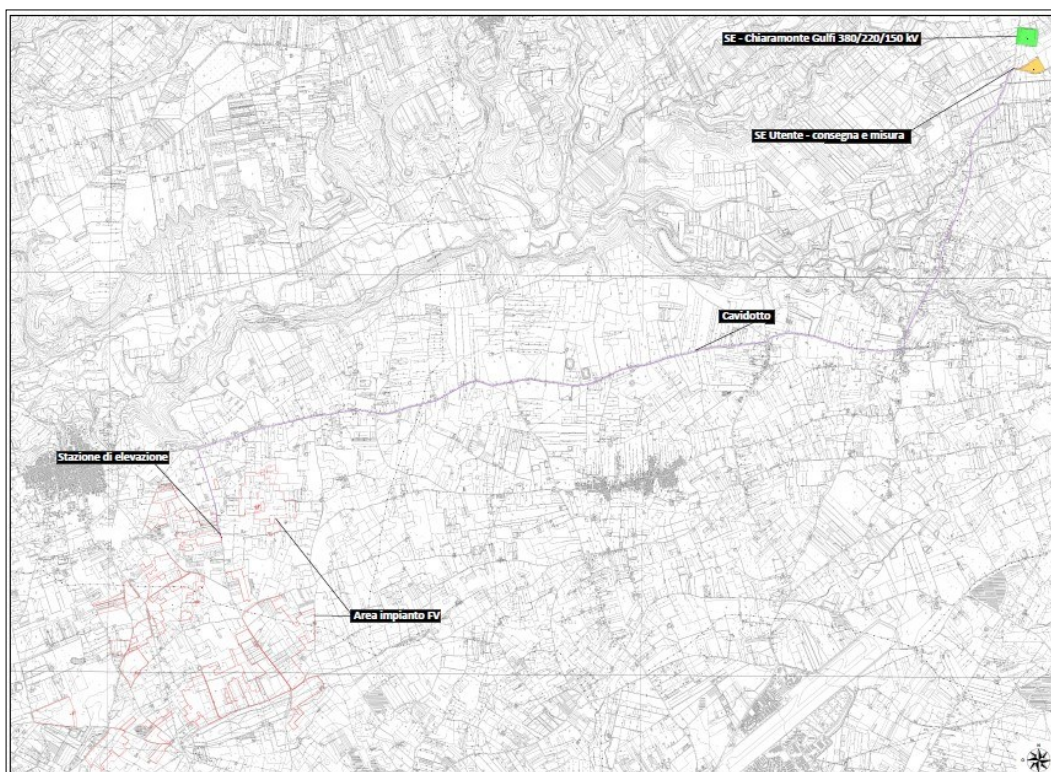 SE - Chiaramonte Gulfi 380/220/150 kV
SE Utente - consegna e misura
Cavidotto
Stazione di elevazione
Area impianto FV